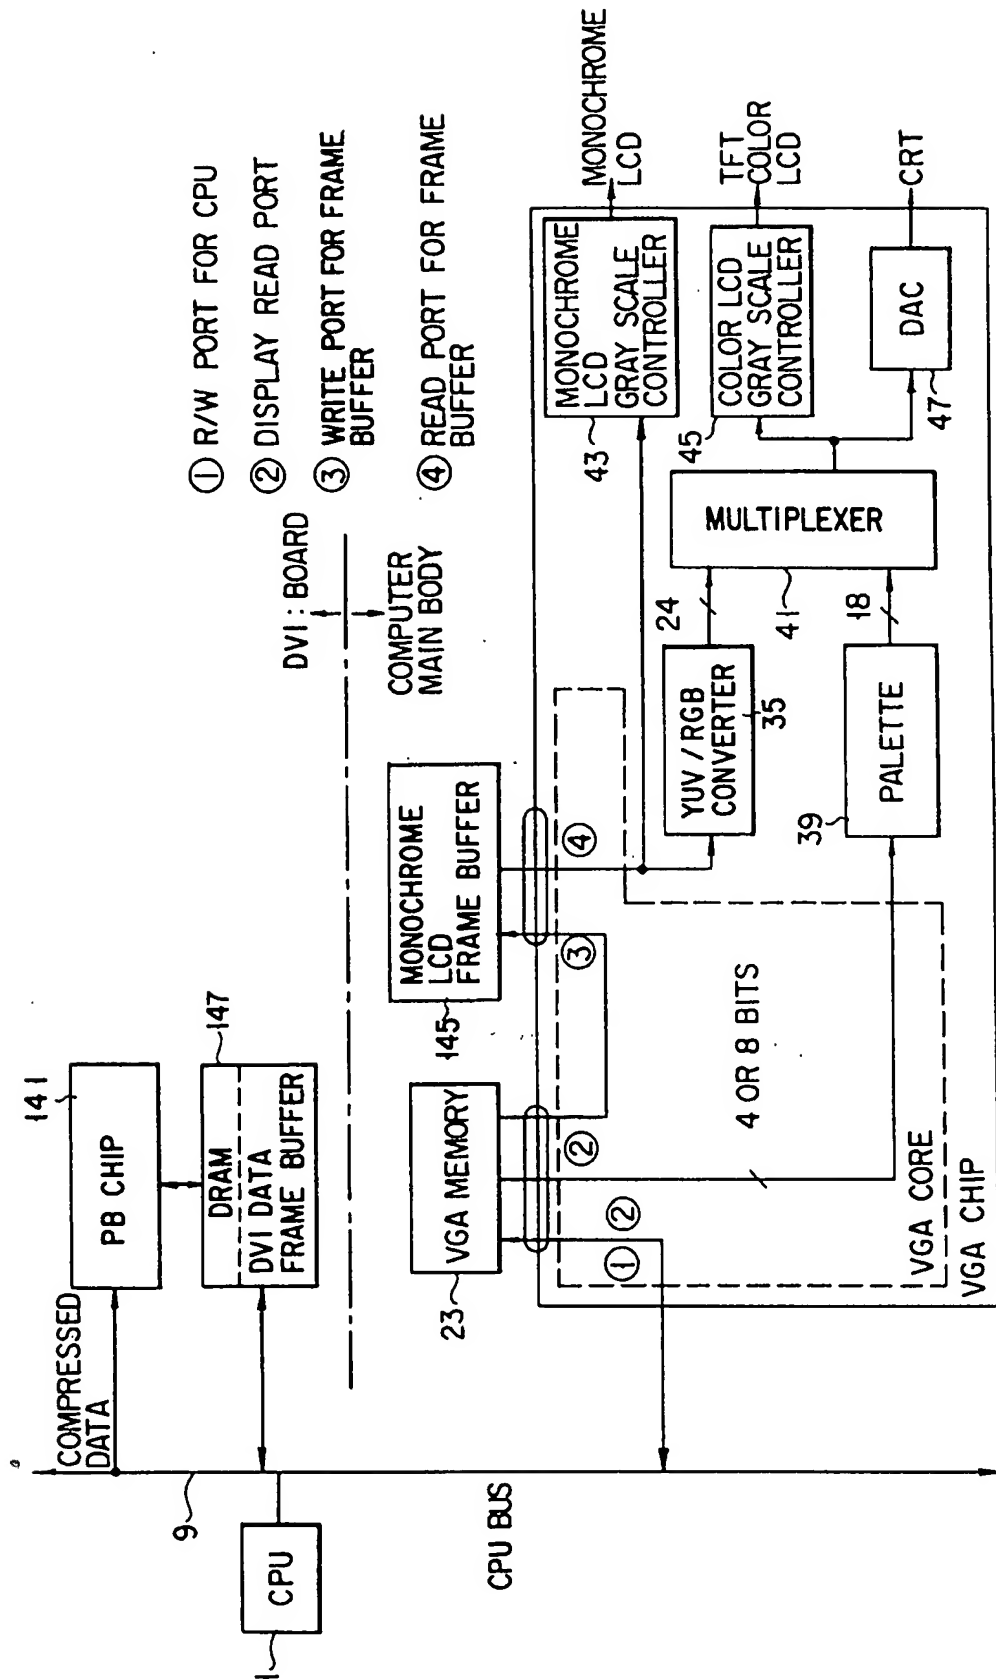 COMPRESSED
DATA
141
PB CHIP
147
DRAM
DVI DATA
FRAME BUFFER
9
CPU
1
CPU BUS
DVI : BOARD
COMPUTER
MAIN BODY
① R/W PORT FOR CPU
② DISPLAY READ PORT
③ WRITE PORT FOR FRAME
BUFFER
④ READ PORT FOR FRAME
BUFFER
VGA MEMORY
23
MONOCHROME
LCD
FRAME BUFFER
145
①
②
②
③
④
4 OR 8 BITS
VGA CORE
VGA CHIP
YUV / RGB
CONVERTER
35
24
PALETTE
39
18
MULTIPLEXER
41
MONOCHROME
LCD
GRAY SCALE
CONTROLLER
43
MONOCHROME
LCD
COLOR LCD
GRAY SCALE
CONTROLLER
45
TFT
COLOR
LCD
DAC
47
CRT